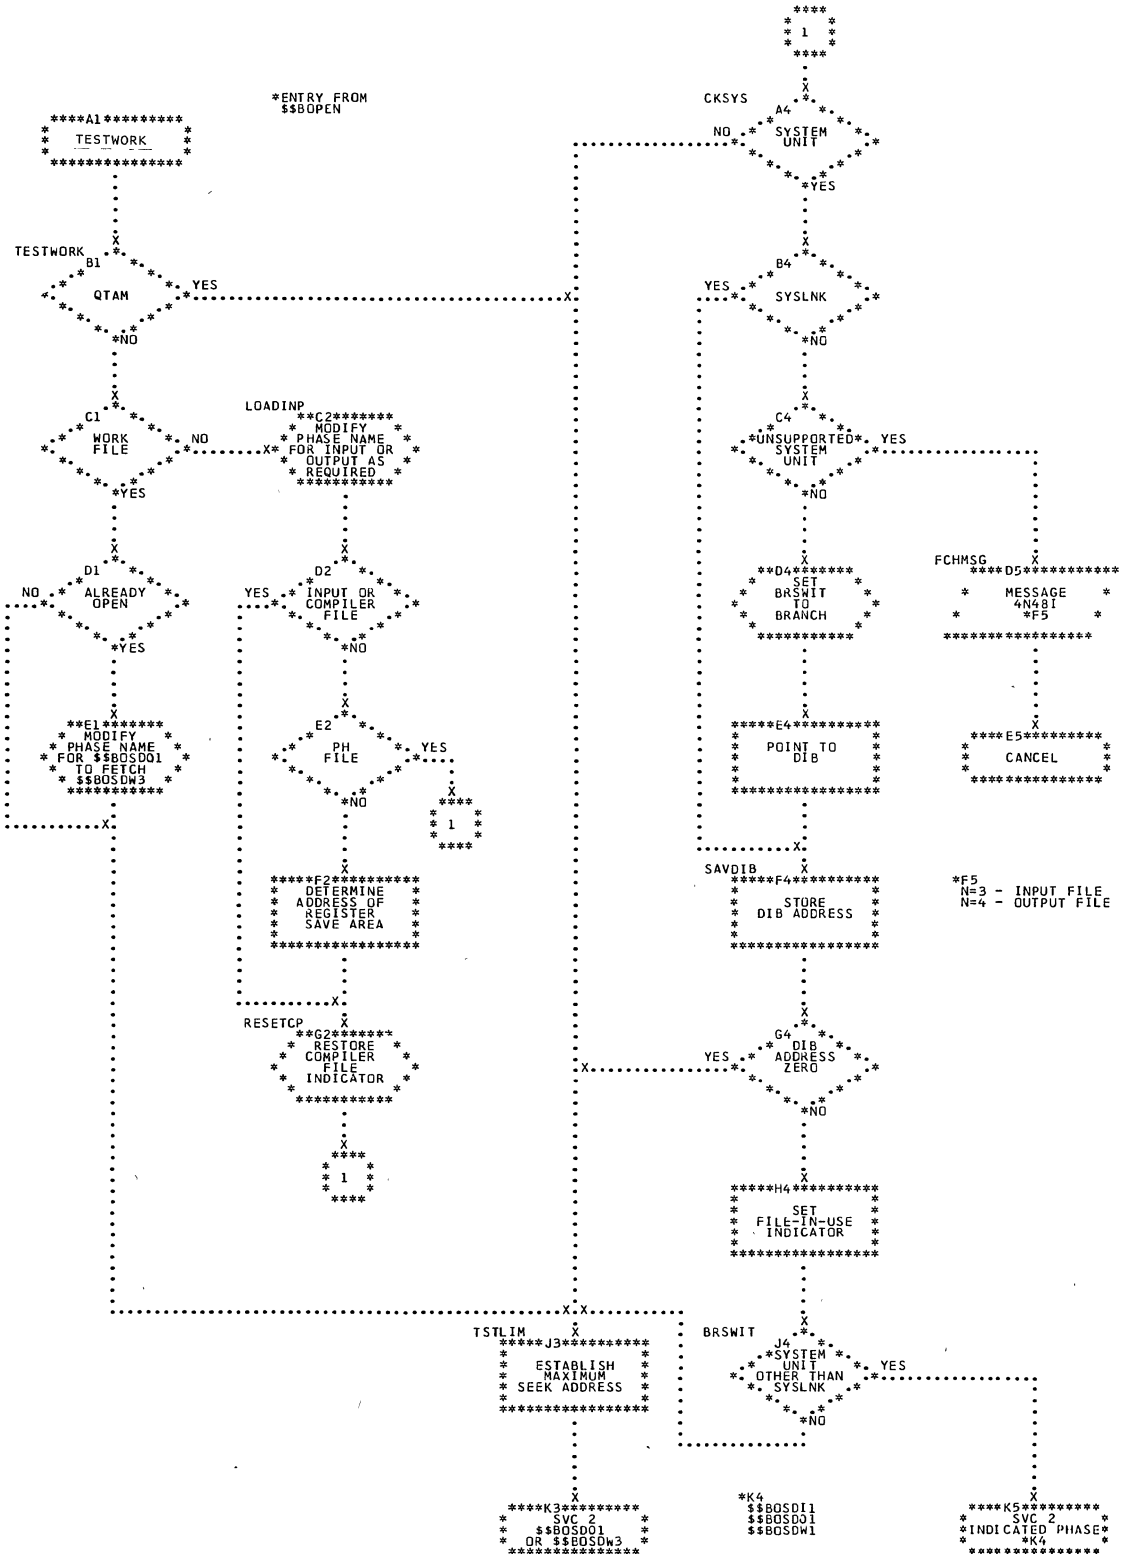 1
*ENTRY FROM
$$BOPEN
CKSYS
A1
TESTWORK
A4
SYSTEM
UNIT
NO
YES
TESTWORK
B1
QTAM
YES
NO
B4
SYSLNK
YES
NO
C1
WORK
FILE
NO
YES
LOADINP
C2
MODIFY
PHASE NAME
FOR INPUT OR
OUTPUT AS
REQUIRED
C4
UNSUPPORTED
SYSTEM
UNIT
YES
NO
D1
ALREADY
OPEN
NO
YES
D2
INPUT OR
COMPILER
FILE
YES
NO
D4
SET
BRSWIT
TO
BRANCH
FCHMSG
D5
MESSAGE
4N48I
*F5
E1
MODIFY
PHASE NAME
FOR $$BOSDO1
TO FETCH
$$BOSDW3
E2
PH
FILE
YES
NO
1
E4
POINT TO
DIB
E5
CANCEL
F2
DETERMINE
ADDRESS OF
REGISTER
SAVE AREA
SAVDIB
F4
STORE
DIB ADDRESS
*F5
N=3 - INPUT FILE
N=4 - OUTPUT FILE
RESETCP
G2
RESTORE
COMPILER
FILE
INDICATOR
1
G4
DIB
ADDRESS
ZERO
YES
NO
H4
SET
FILE-IN-USE
INDICATOR
TSTLIM
J3
ESTABLISH
MAXIMUM
SEEK ADDRESS
BRSWIT
J4
SYSTEM
UNIT
OTHER THAN
SYSLNK
YES
NO
K3
SVC 2
$$BOSDO1
OR $$BOSDW3
*K4
$$BOSDI1
$$BOSDO1
$$BOSDW1
K5
SVC 2
INDICATED PHASE
*K4